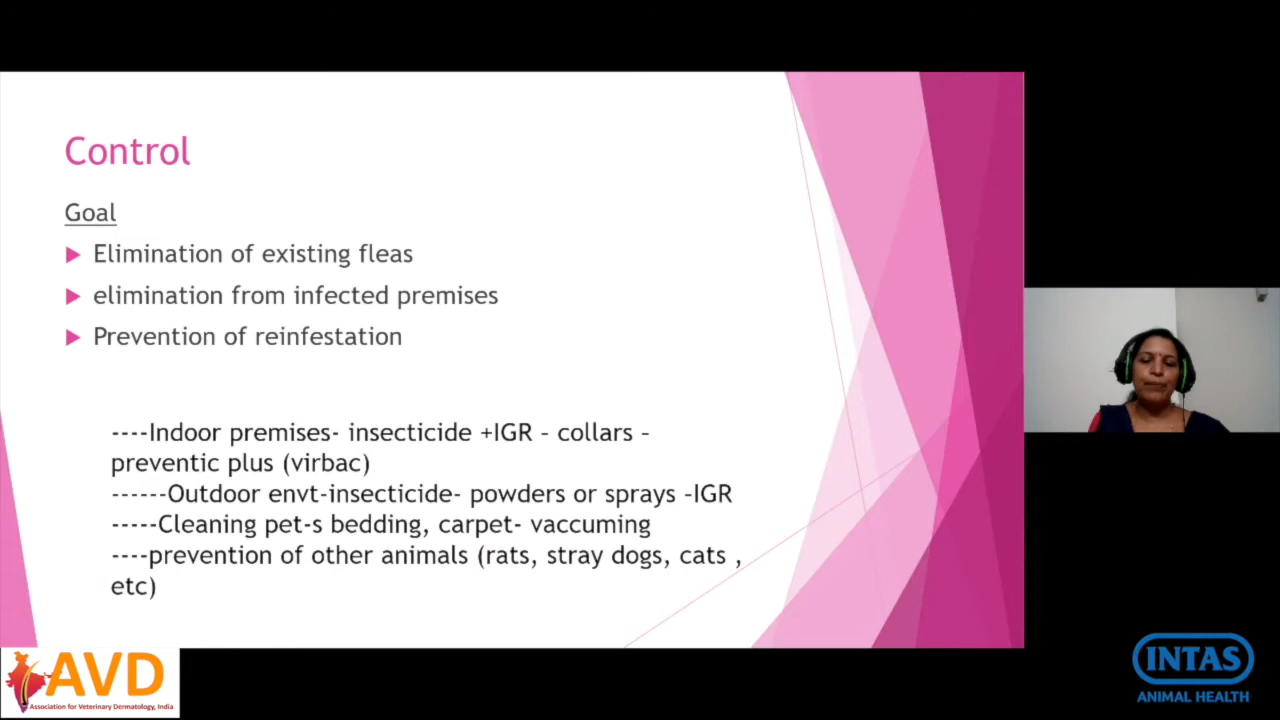 Control
Goal
Elimination of existing fleas
elimination from infected premises
Prevention of reinfestation
----Indoor premises- insecticide +IGR – collars –
preventic plus (virbac)
------Outdoor envt-insecticide- powders or sprays –IGR
-----Cleaning pet-s bedding, carpet- vaccuming
----prevention of other animals (rats, stray dogs, cats ,
etc)
AVD
Association for Veterinary Dermatology, India
INTAS
ANIMAL HEALTH